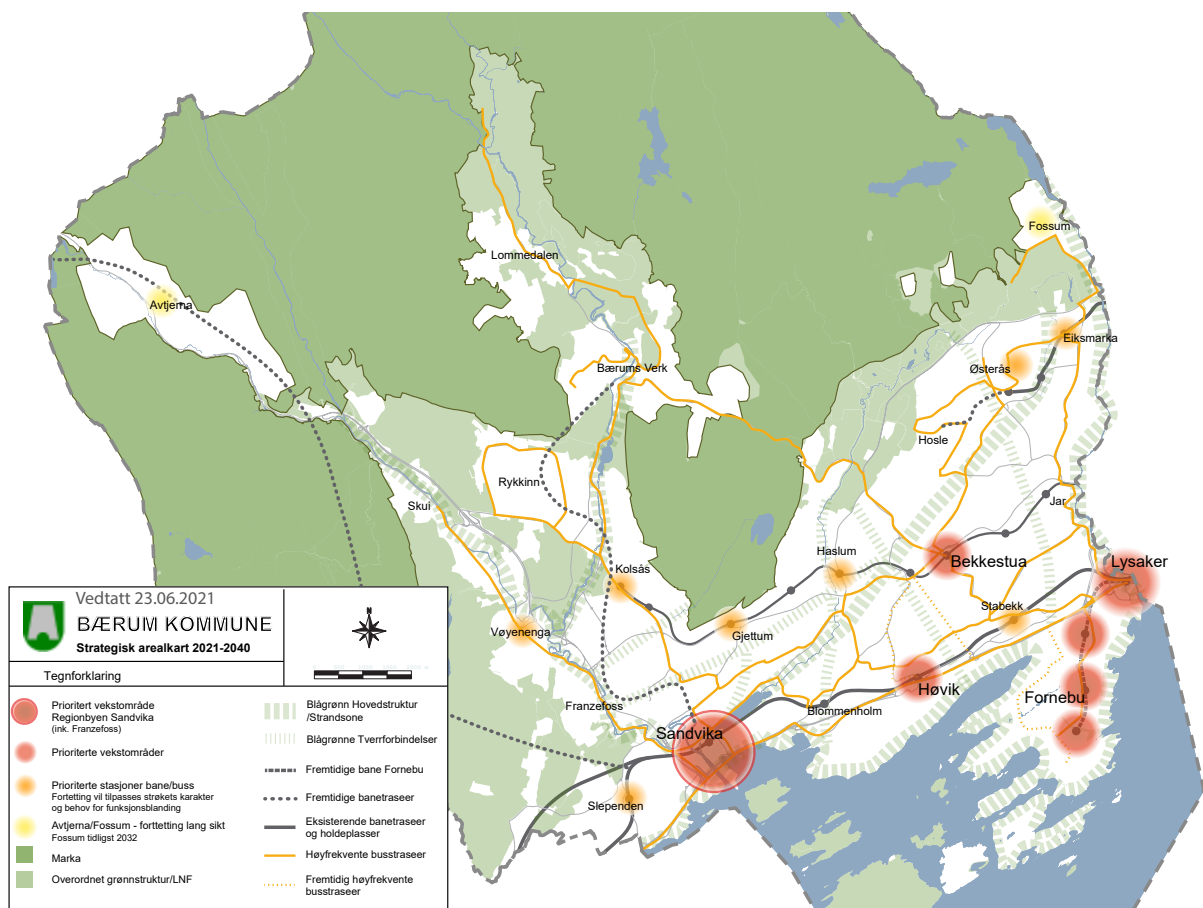 Fossum
Lommedalen
Avtjerna
Eiksmarka
Østerås
Bærums Verk
Hosle
Rykkinn
Skui
Jar
Haslum
Bekkestua
Lysaker
Kolsås
Stabekk
Vøyenenga
Gjettum
Høvik
Fornebu
Franzefoss
Blommenholm
Sandvika
Slependen
Vedtatt 23.06.2021
BÆRUM KOMMUNE
Strategisk arealkart 2021-2040
N
Tegnforklaring
Prioritert vekstområde
Regionbyen Sandvika
(ink. Franzefoss)
Prioriterte vekstområder
Prioriterte stasjoner bane/buss
Fortetting vil tilpasses strøkets karakter
og behov for funksjonsblanding
Avtjerna/Fossum - forttetting lang sikt
Fossum tidligst 2032
Marka
Overordnet grønnstruktur/LNF
Blågrønn Hovedstruktur
/Strandsone
Blågrønne Tverrforbindelser
Fremtidige bane Fornebu
Fremtidige banetraseer
Eksisterende banetraseer
og holdeplasser
Høyfrekvente busstraseer
Fremtidig høyfrekvente
busstraseer